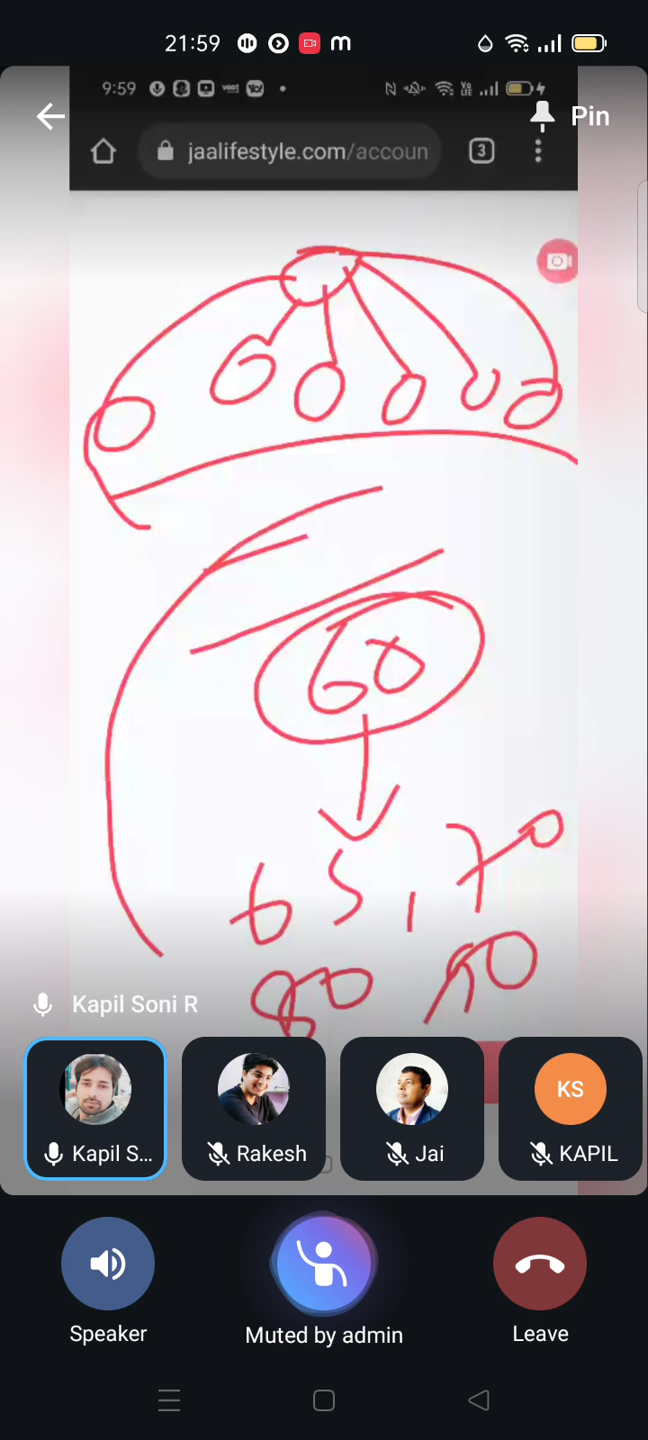 21:59
9:59
Pin
jaalifestyle.com/accoun
3
60
65, 70
80
Kapil Soni R
KS
Kapil S...
Rakesh
Jai
KAPIL
Speaker
Muted by admin
Leave